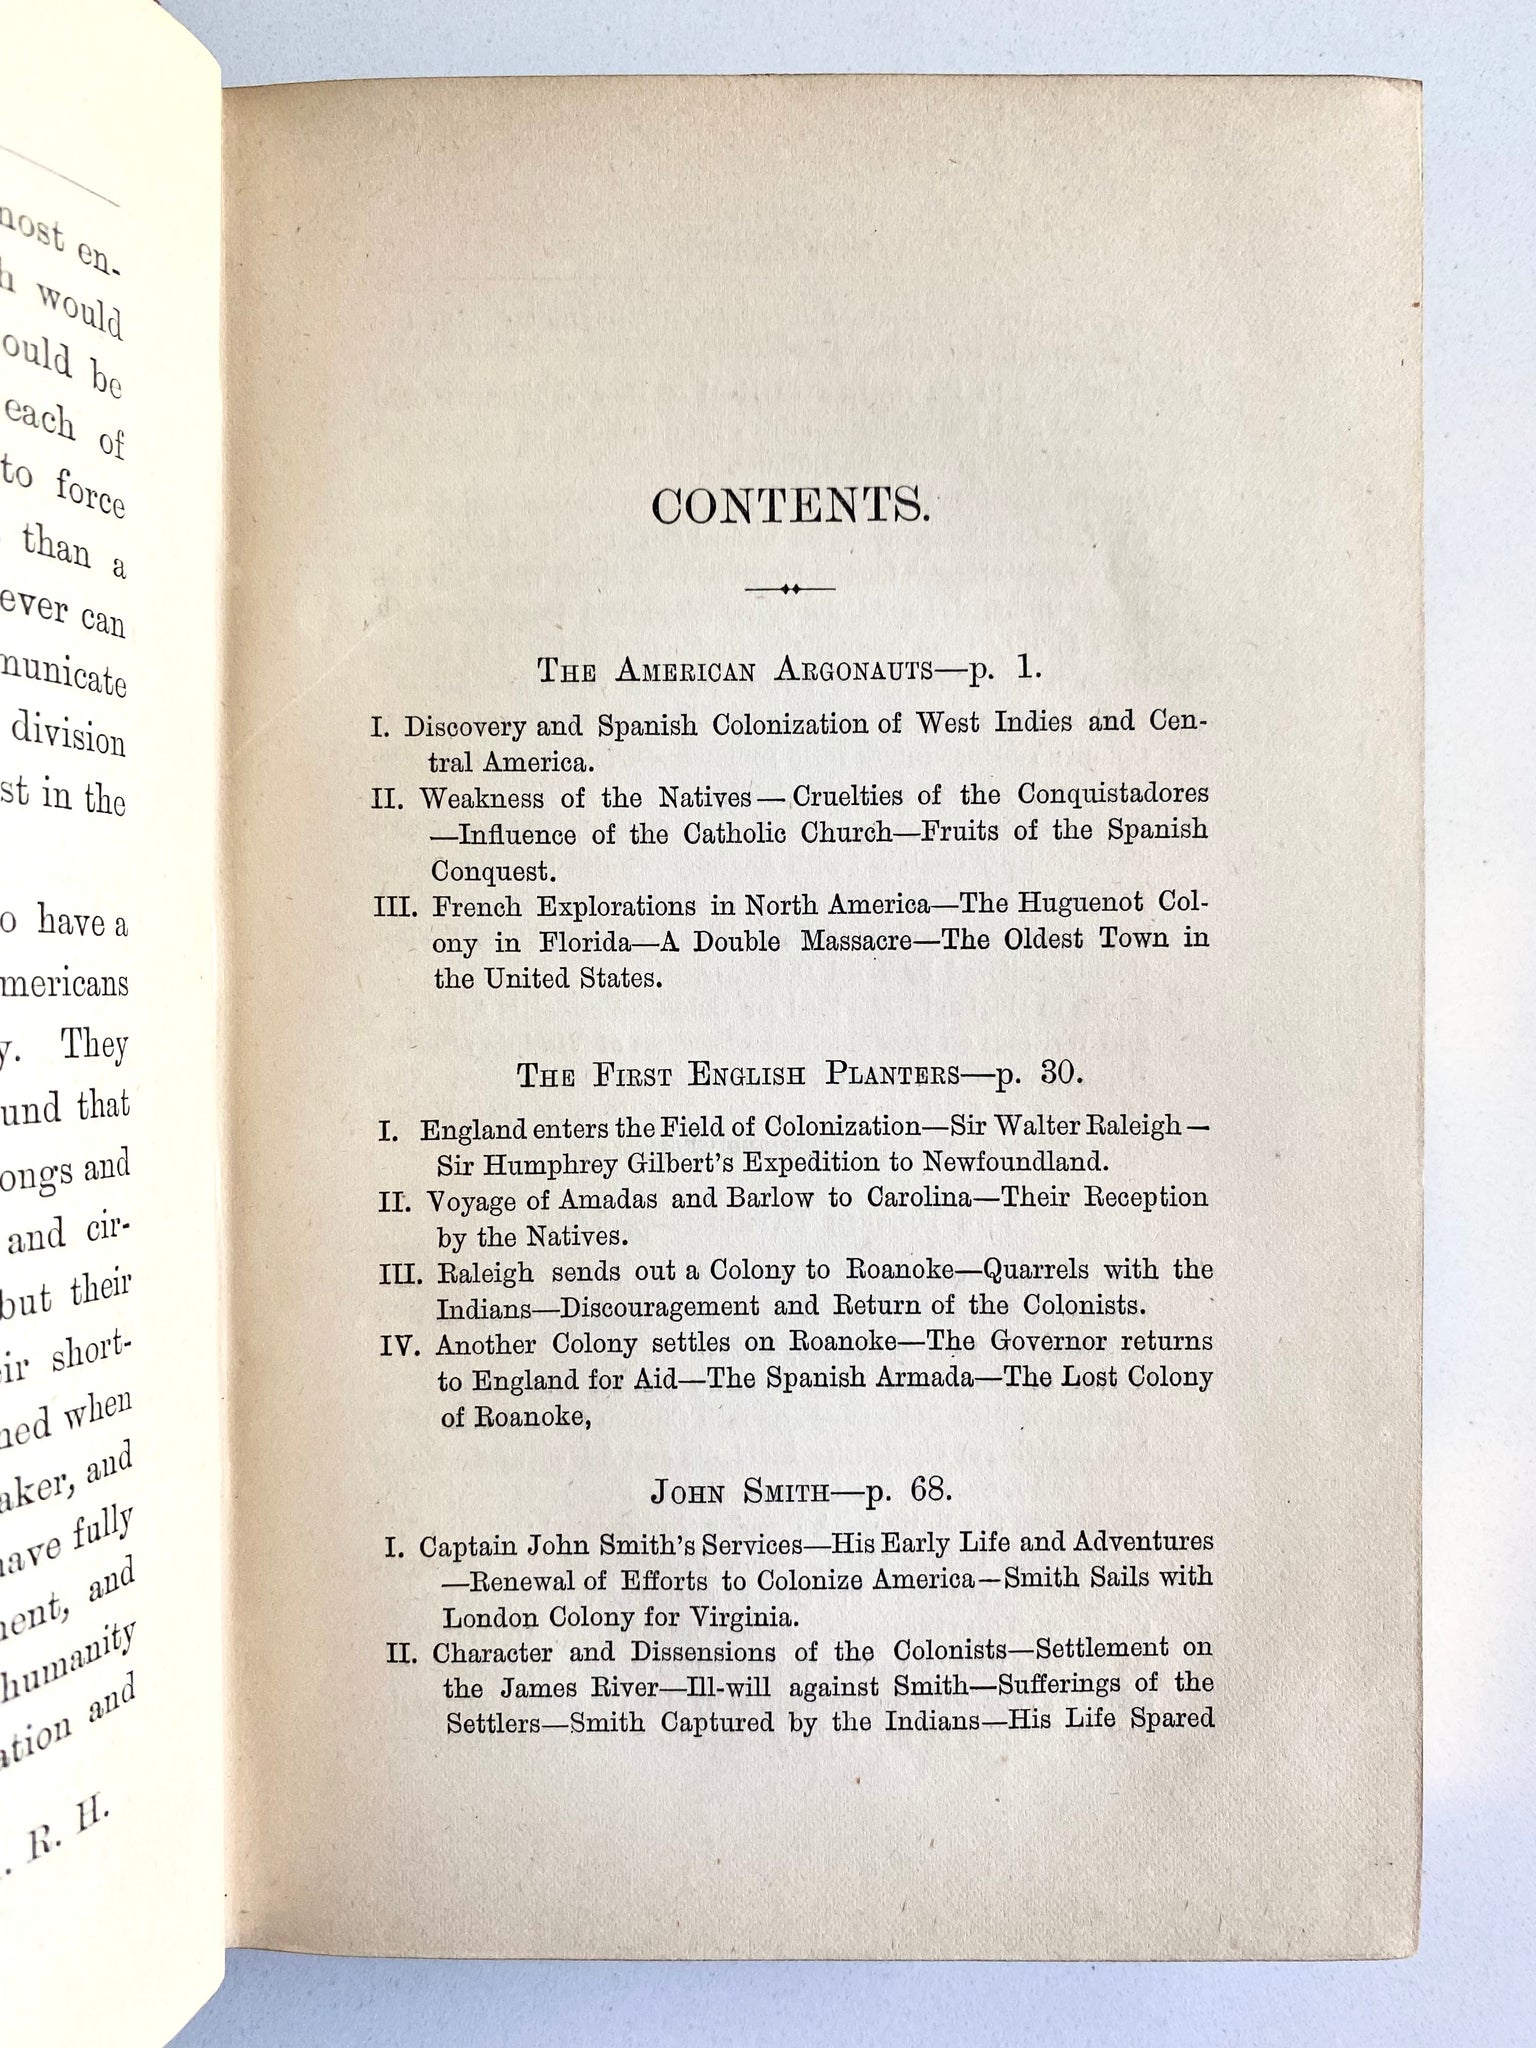 nost en-
would
ould be
each of
to force
than a
ever can
municate
division
st in the
have a
mericans
y. They
und that
ongs and
and cir-
but their
eir short-
ned when
aker, and
have fully
ment, and
humanity
ation and
. R. H.
CONTENTS.
THE AMERICAN ARGONAUTS—p. 1.
I. Discovery and Spanish Colonization of West Indies and Cen-
tral America.
II. Weakness of the Natives—Cruelties of the Conquistadores
—Influence of the Catholic Church—Fruits of the Spanish
Conquest.
III. French Explorations in North America—The Huguenot Col-
ony in Florida—A Double Massacre—The Oldest Town in
the United States.
THE FIRST ENGLISH PLANTERS—p. 30.
I. England enters the Field of Colonization—Sir Walter Raleigh—
Sir Humphrey Gilbert's Expedition to Newfoundland.
II. Voyage of Amadas and Barlow to Carolina—Their Reception
by the Natives.
III. Raleigh sends out a Colony to Roanoke—Quarrels with the
Indians—Discouragement and Return of the Colonists.
IV. Another Colony settles on Roanoke—The Governor returns
to England for Aid—The Spanish Armada—The Lost Colony
of Roanoke,
JOHN SMITH—p. 68.
I. Captain John Smith's Services—His Early Life and Adventures
—Renewal of Efforts to Colonize America—Smith Sails with
London Colony for Virginia.
II. Character and Dissensions of the Colonists—Settlement on
the James River—Ill-will against Smith—Sufferings of the
Settlers—Smith Captured by the Indians—His Life Spared